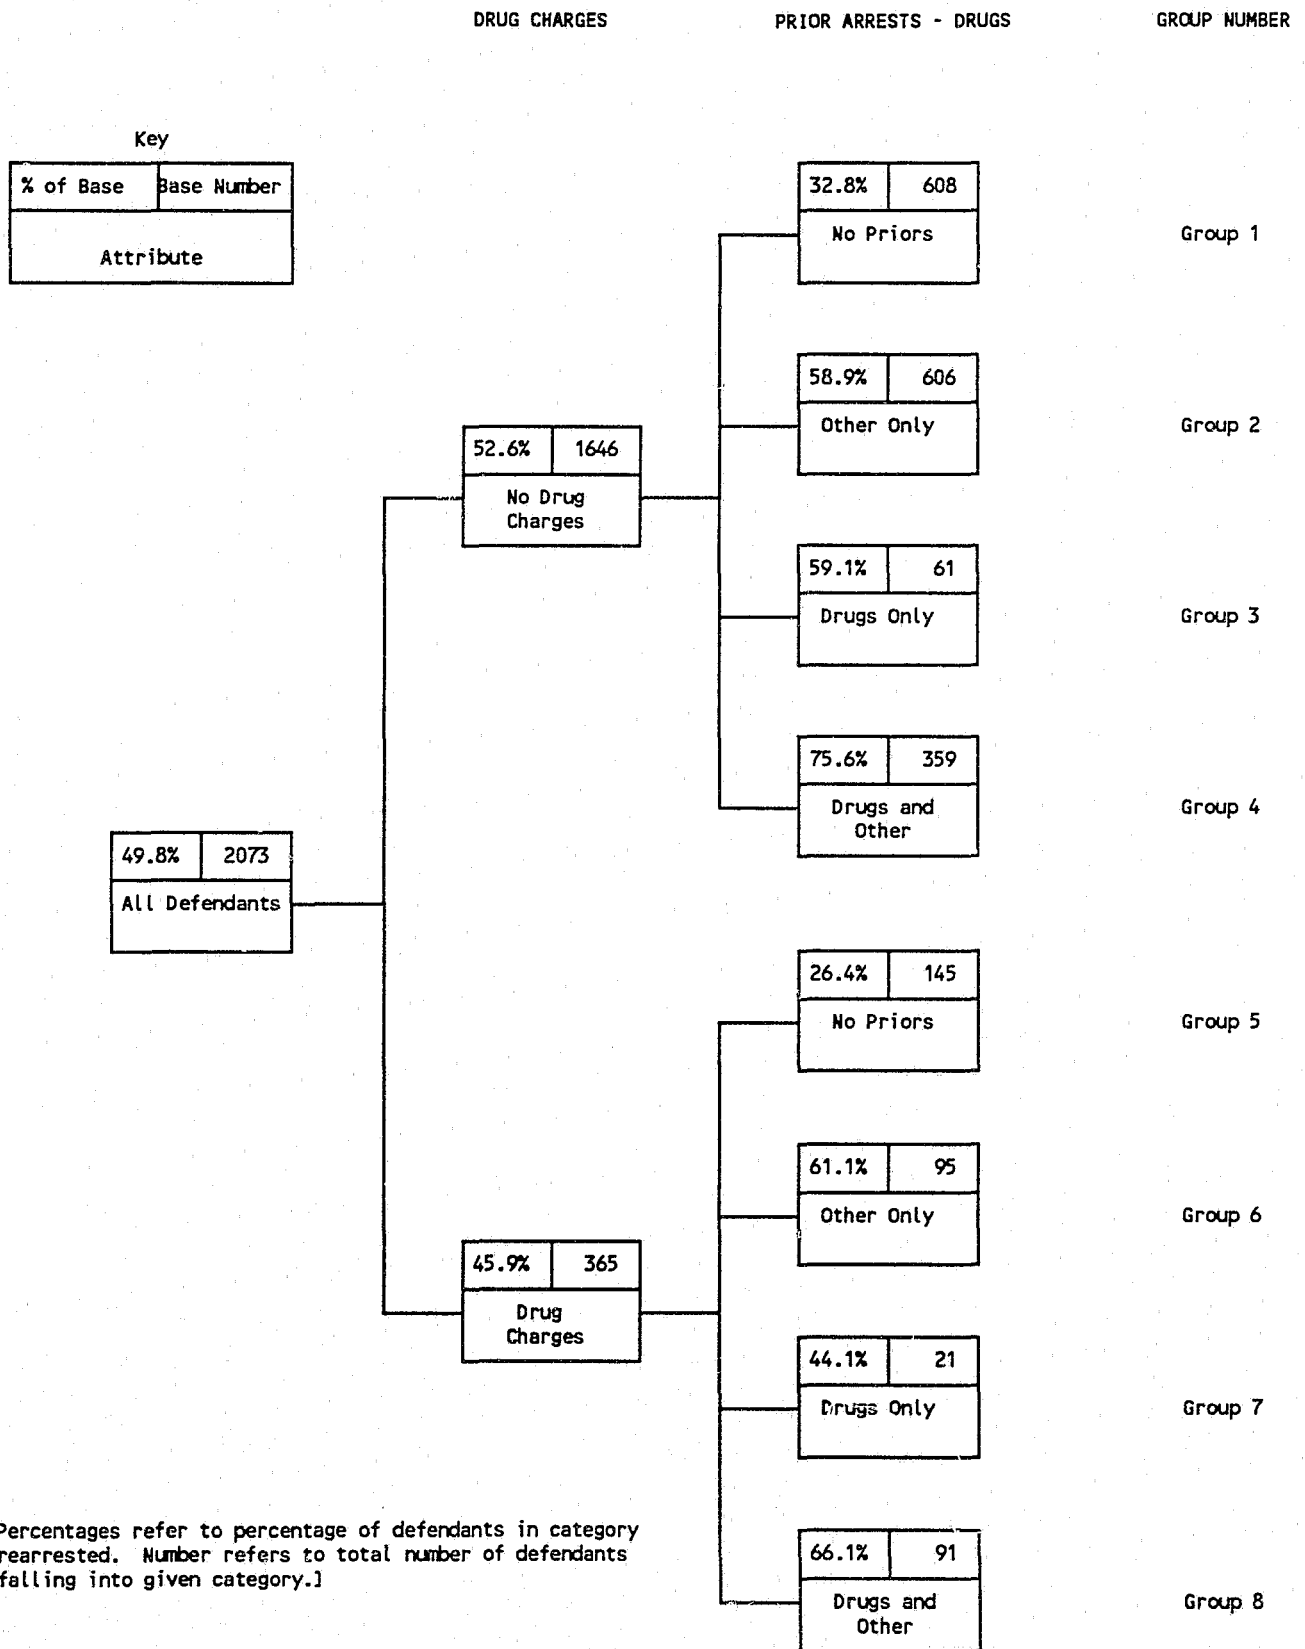 DRUG CHARGES PRIOR ARRESTS - DRUGS GROUP NUMBER
Key
% of Base Base Number
Attribute
32.8% 608
No Priors
Group 1
58.9% 606
Other Only
Group 2
52.6% 1646
No Drug
Charges
59.1% 61
Drugs Only
Group 3
75.6% 359
Drugs and
Other
Group 4
49.8% 2073
All Defendants
26.4% 145
No Priors
Group 5
61.1% 95
Other Only
Group 6
45.9% 365
Drug
Charges
44.1% 21
Drugs Only
Group 7
66.1% 91
Drugs and
Other
Group 8
Percentages refer to percentage of defendants in category
rearrested. Number refers to total number of defendants
falling into given category.]